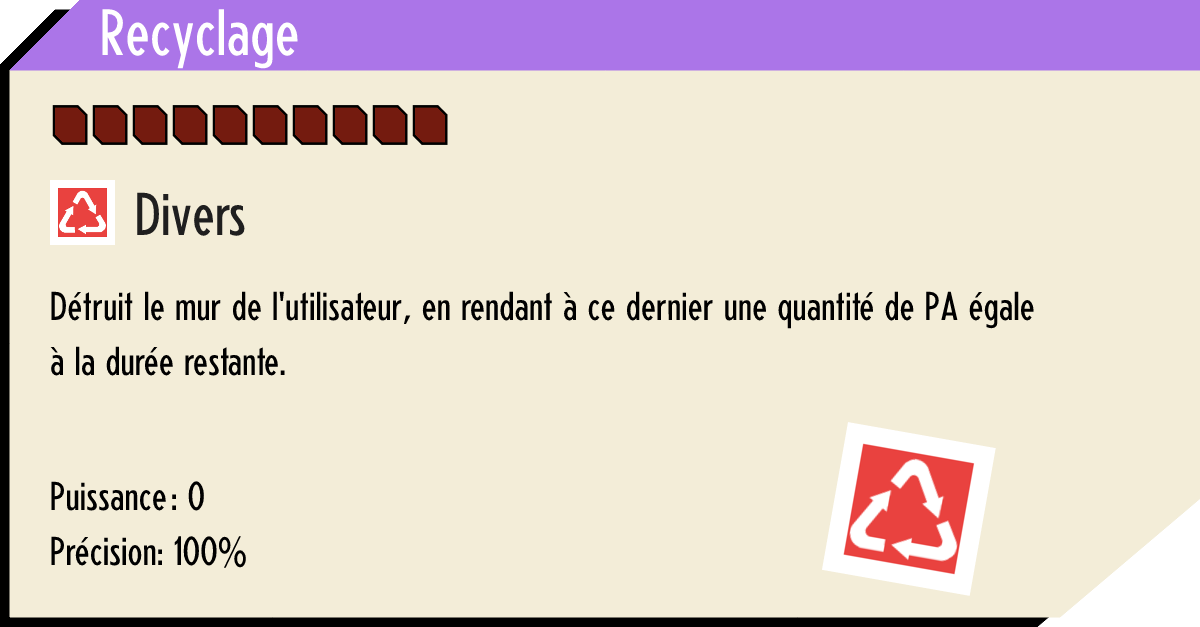 Recyclage
Divers
Détruit le mur de l'utilisateur, en rendant à ce dernier une quantité de PA égale
à la durée restante.
Puissance : 0
Précision: 100%